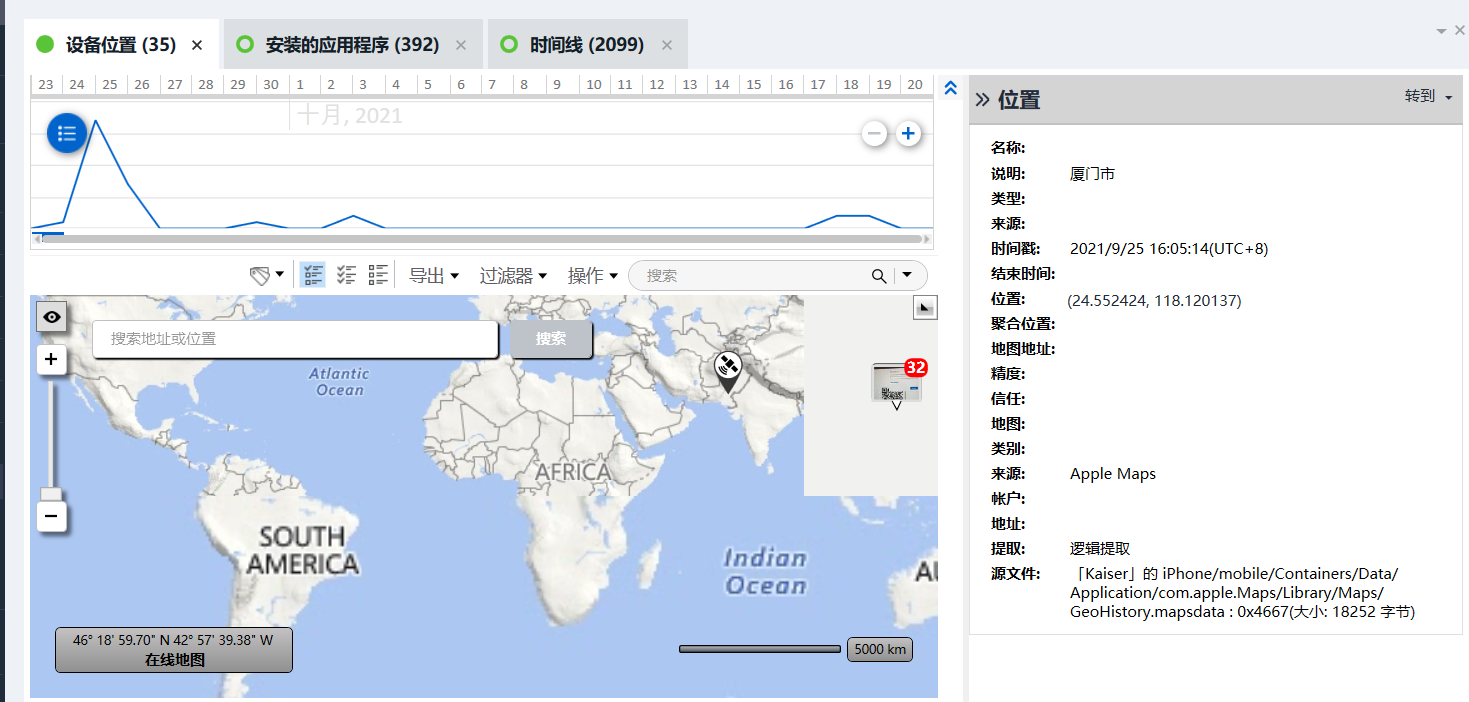 设备位置 (35)
安装的应用程序 (392)
时间线 (2099)
23 24 25 26 27 28 29 30 1 2 3 4 5 6 7 8 9 10 11 12 13 14 15 16 17 18 19 20
十月, 2021
导出 过滤器 操作 搜索
搜索地址或位置 搜索
32
Atlantic
Ocean
AFRICA
SOUTH
AMERICA
Indian
Ocean
AU
46° 18' 59.70" N 42° 57' 39.38" W
在线地图
5000 km
位置
转到
名称:
说明: 厦门市
类型:
来源:
时间戳: 2021/9/25 16:05:14(UTC+8)
结束时间:
位置: (24.552424, 118.120137)
聚合位置:
地图地址:
精度:
信任:
地图:
类别:
来源: Apple Maps
帐户:
地址:
提取: 逻辑提取
源文件: 「Kaiser」的 iPhone/mobile/Containers/Data/
Application/com.apple.Maps/Library/Maps/
GeoHistory.mapsdata : 0x4667(大小: 18252 字节)